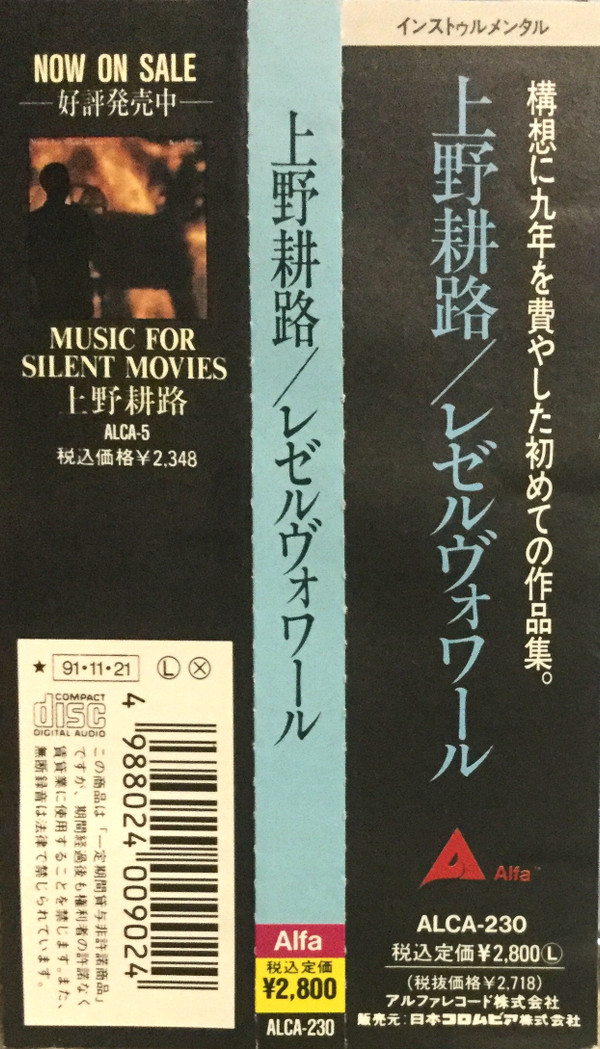 NOW ON SALE
好評発売中
MUSIC FOR
SILENT MOVIES
上野耕路
ALCA-5
税込価格¥2,348
★ 91・11・21 Ⓛ ⓧ
COMPACT
disc
DIGITAL AUDIO
この商品は「一定期間貸与非許諾商品」
ですが、期間経過後も権利者の許諾なく
賃貸業に使用することを禁じます。また、
無断録音は法律で禁じられています。
4 988024 009024
上野耕路/レゼルヴォワール
Alfa
税込定価
¥2,800
ALCA-230
インストゥルメンタル
構想に九年を費やした初めての作品集。
上野耕路/レゼルヴォワール
Alfa™
ALCA-230
税込定価¥2,800Ⓛ
(税抜価格¥2,718)
アルファレコード株式会社
販売元:日本コロムビア株式会社